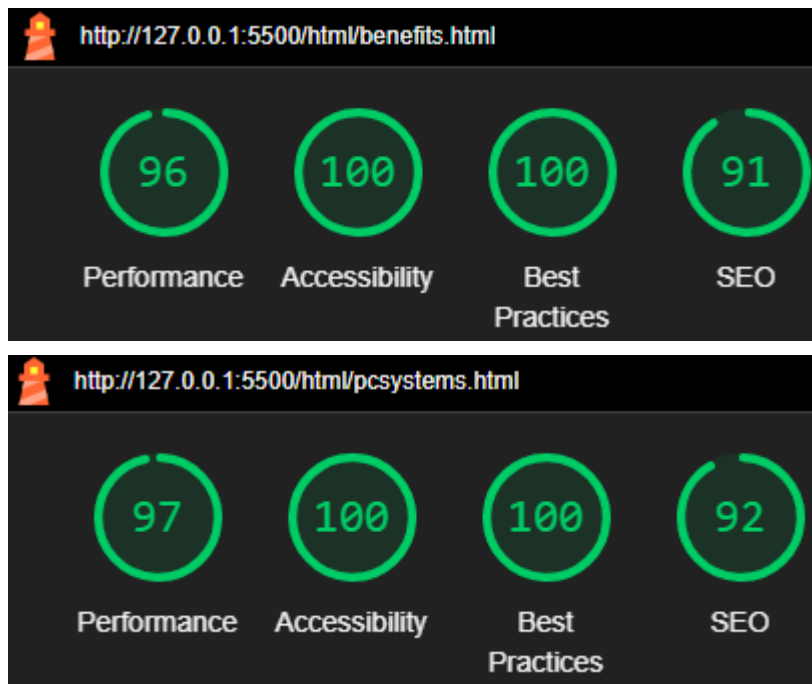 http://127.0.0.1:5500/html/benefits.html
96 100 100 91
Performance Accessibility Best Practices SEO
http://127.0.0.1:5500/html/pcsystems.html
97 100 100 92
Performance Accessibility Best Practices SEO